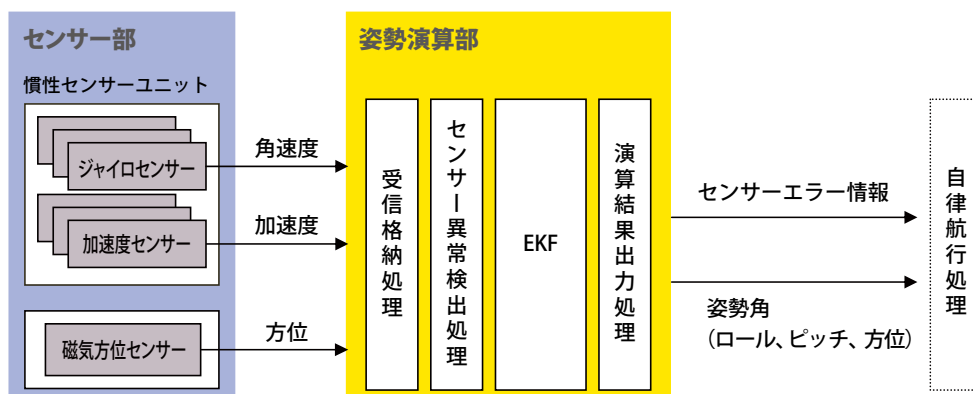 センサー部
慣性センサーユニット
ジャイロセンサー
加速度センサー
磁気方位センサー
角速度
加速度
方位
姿勢演算部
受信格納処理
センサー異常検出処理
EKF
演算結果出力処理
センサーエラー情報
姿勢角
（ロール、ピッチ、方位）
自律航行処理